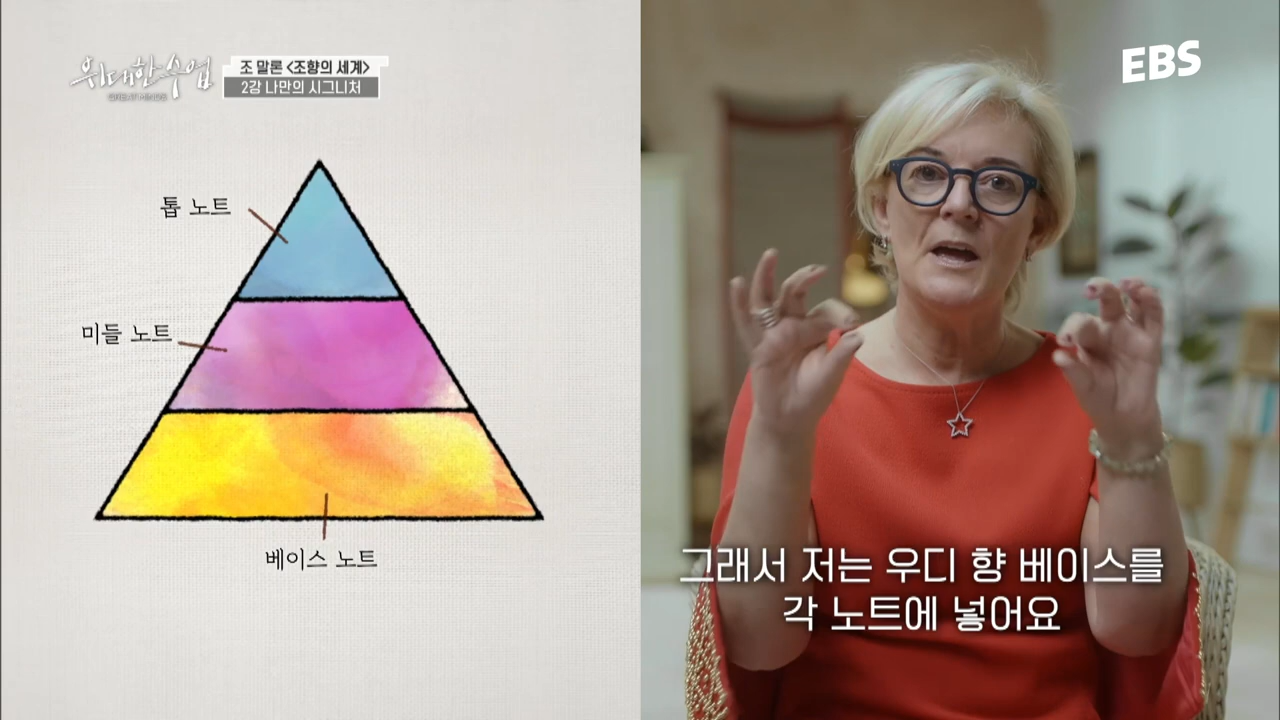 위대한 수업
GREAT MINDS
조 말론 <조향의 세계>
2강 나만의 시그니처
EBS
톱 노트
미들 노트
베이스 노트
그래서 저는 우디 향 베이스를
각 노트에 넣어요